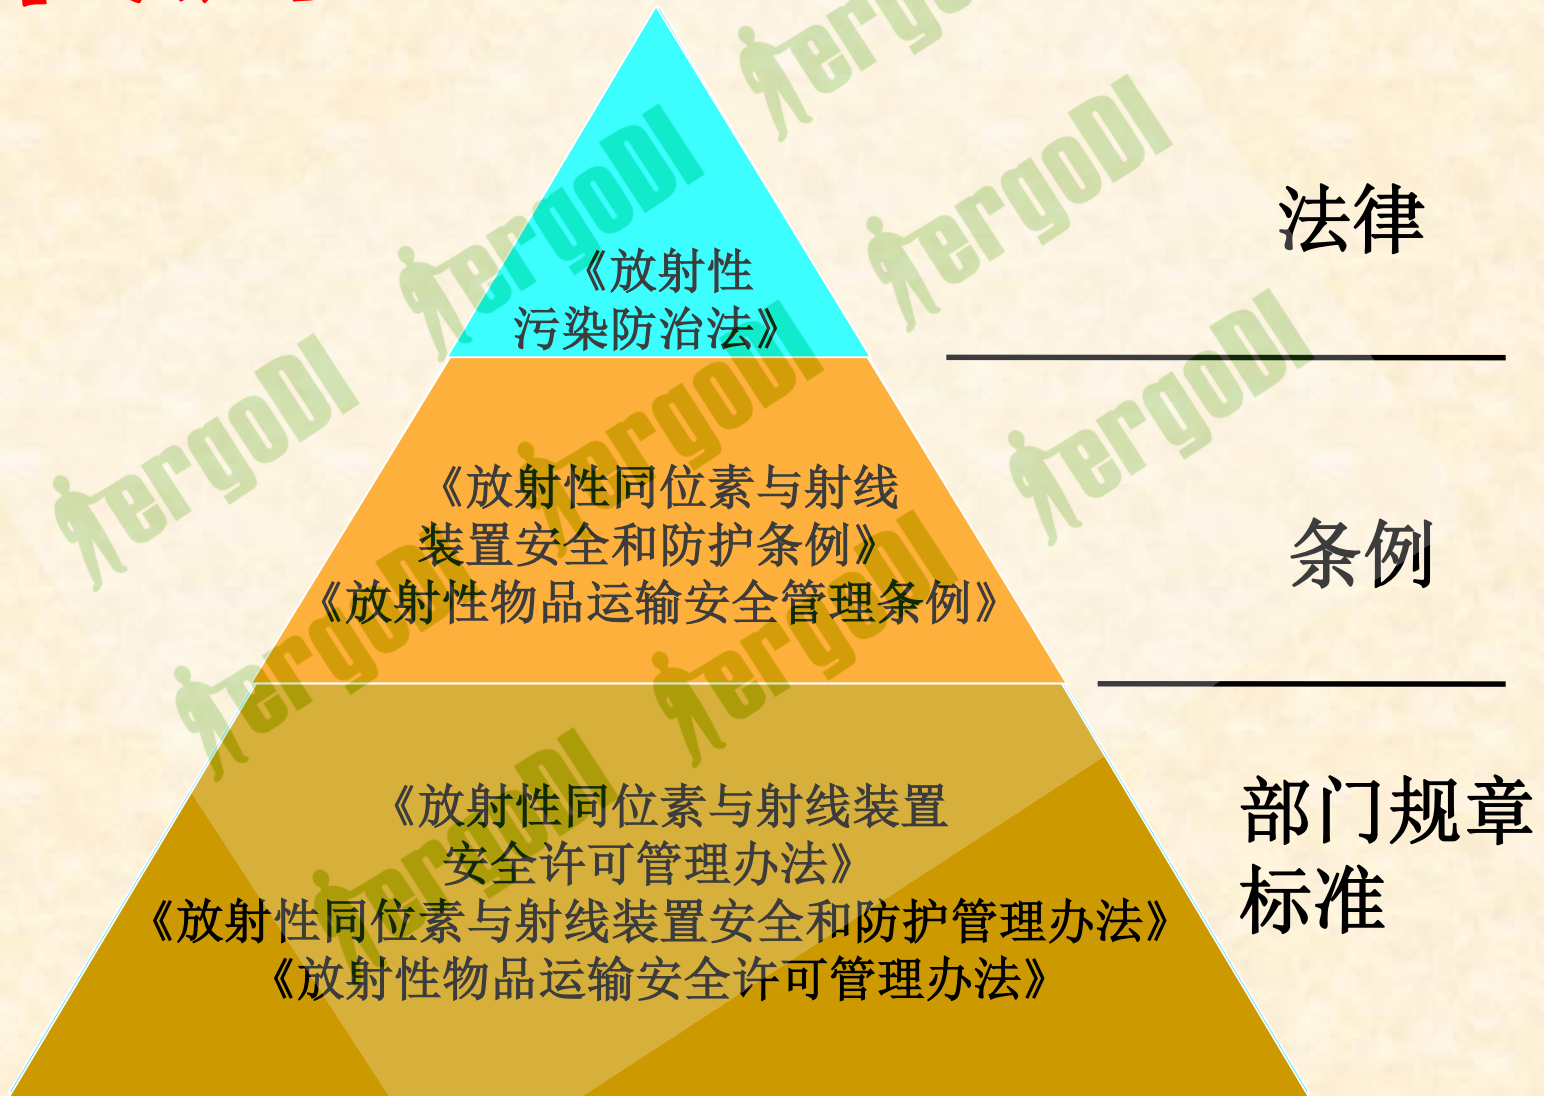 《放射性
污染防治法》
法律
《放射性同位素与射线
装置安全和防护条例》
《放射性物品运输安全管理条例》
条例
《放射性同位素与射线装置
安全许可管理办法》
《放射性同位素与射线装置安全和防护管理办法》
《放射性物品运输安全许可管理办法》
部门规章
标准